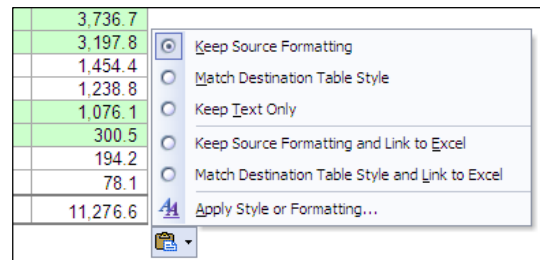 3,736.7
3,197.8
1,454.4
1,238.8
1,076.1
300.5
194.2
78.1
11,276.6
Keep Source Formatting
Match Destination Table Style
Keep Text Only
Keep Source Formatting and Link to Excel
Match Destination Table Style and Link to Excel
Apply Style or Formatting...